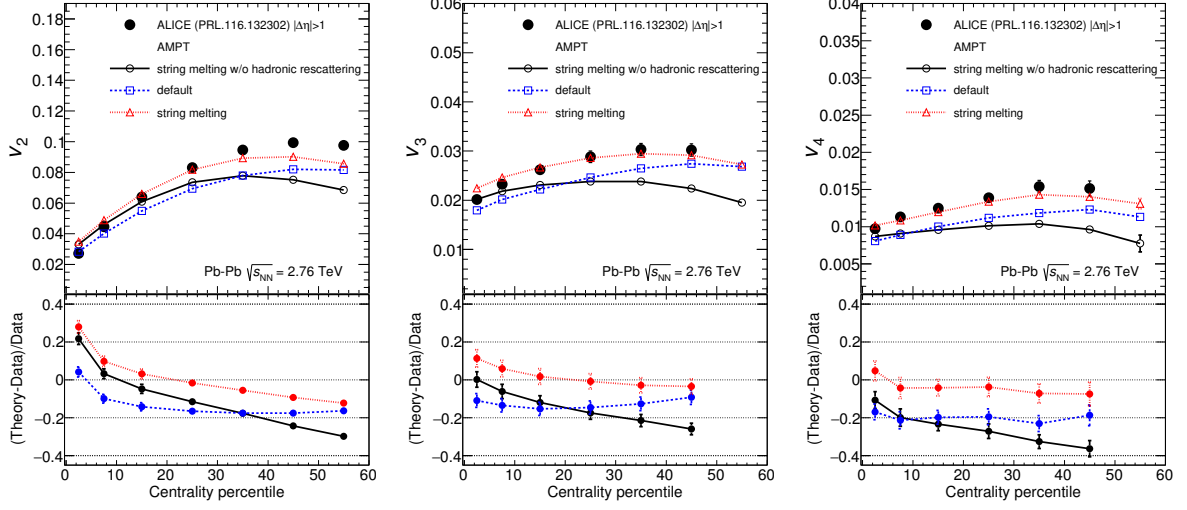 0.18
0.16
0.14
0.12
0.1
0.08
0.06
0.04
0.02
v2
ALICE (PRL.116.132302) |Δη|>1
AMPT
string melting w/o hadronic rescattering
default
string melting
Pb-Pb √sNN = 2.76 TeV
0.4
0.2
0
−0.2
−0.4
(Theory-Data)/Data
0 10 20 30 40 50 60
Centrality percentile
0.06
0.05
0.04
0.03
0.02
0.01
v3
ALICE (PRL.116.132302) |Δη|>1
AMPT
string melting w/o hadronic rescattering
default
string melting
Pb-Pb √sNN = 2.76 TeV
0.4
0.2
0
−0.2
−0.4
(Theory-Data)/Data
0 10 20 30 40 50 60
Centrality percentile
0.040
0.035
0.030
0.025
0.020
0.015
0.010
0.005
0.000
v4
ALICE (PRL.116.132302) |Δη|>1
AMPT
string melting w/o hadronic rescattering
default
string melting
Pb-Pb √sNN = 2.76 TeV
0.4
0.2
0
−0.2
−0.4
(Theory-Data)/Data
0 10 20 30 40 50 60
Centrality percentile